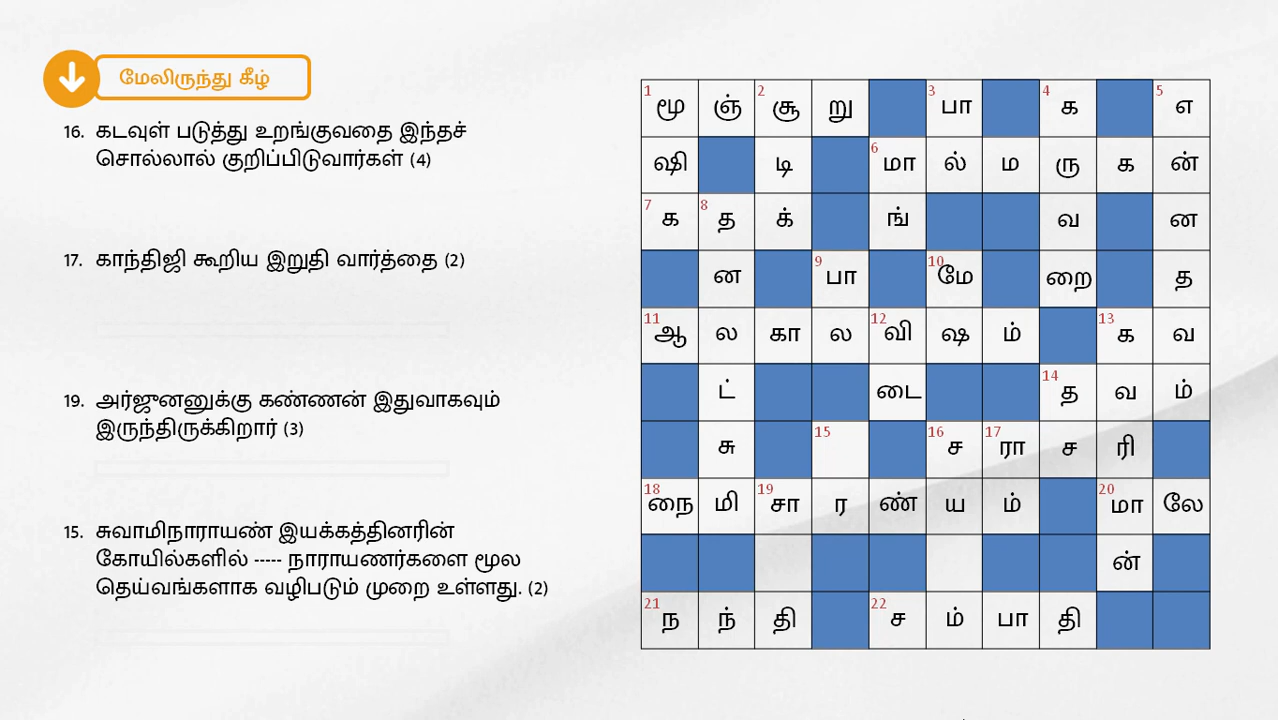 மேலிருந்து கீழ்
16. கடவுள் படுத்து உறங்குவதை இந்தச்
சொல்லால் குறிப்பிடுவார்கள் (4)
17. காந்திஜி கூறிய இறுதி வார்த்தை (2)
19. அர்ஜுனனுக்கு கண்ணன் இதுவாகவும்
இருந்திருக்கிறார் (3)
15. சுவாமிநாராயண் இயக்கத்தினரின்
கோயில்களில் ----- நாராயணர்களை மூல
தெய்வங்களாக வழிபடும் முறை உள்ளது. (2)
1 மூ ஞ் 2 சூ று 3 பா 4 க 5 எ
ஷி டி 6 மா ல் ம ரு க ன்
7 க 8 த க் ங் வ ன
ன 9 பா 10 மே றை த
11 ஆ ல கா ல 12 வி ஷ ம் 13 க வ
ட் டை 14 த வ ம்
சு 15 16 ச 17 ரா ச ரி
18 நை மி 19 சா ர ண் ய ம் 20 மா லே
ன்
21 ந ந் தி 22 ச ம் பா தி